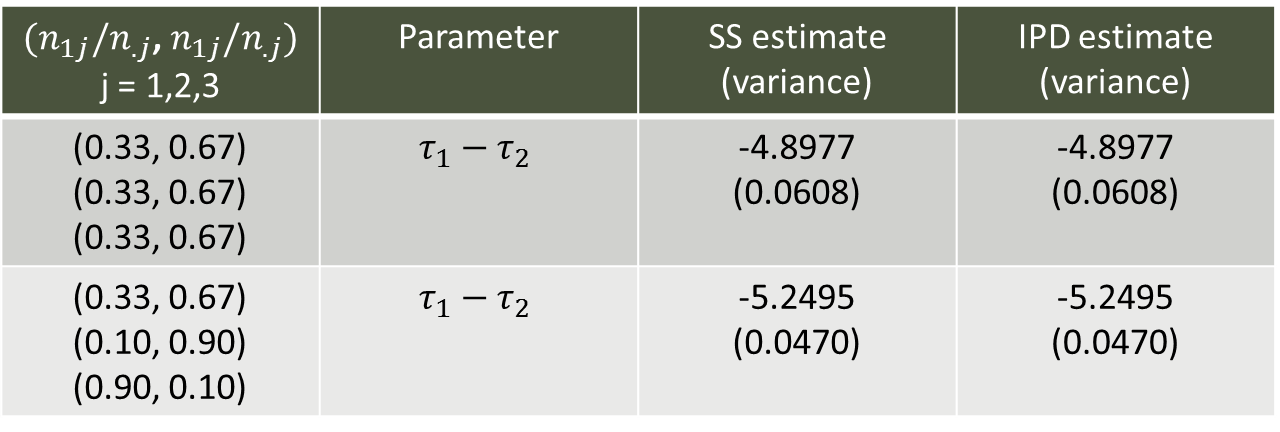 (n₁ⱼ/n.ⱼ, n₁ⱼ/n.ⱼ)
j = 1,2,3
Parameter
SS estimate
(variance)
IPD estimate
(variance)
(0.33, 0.67)
(0.33, 0.67)
(0.33, 0.67)
τ₁ − τ₂
-4.8977
(0.0608)
-4.8977
(0.0608)
(0.33, 0.67)
(0.10, 0.90)
(0.90, 0.10)
τ₁ − τ₂
-5.2495
(0.0470)
-5.2495
(0.0470)